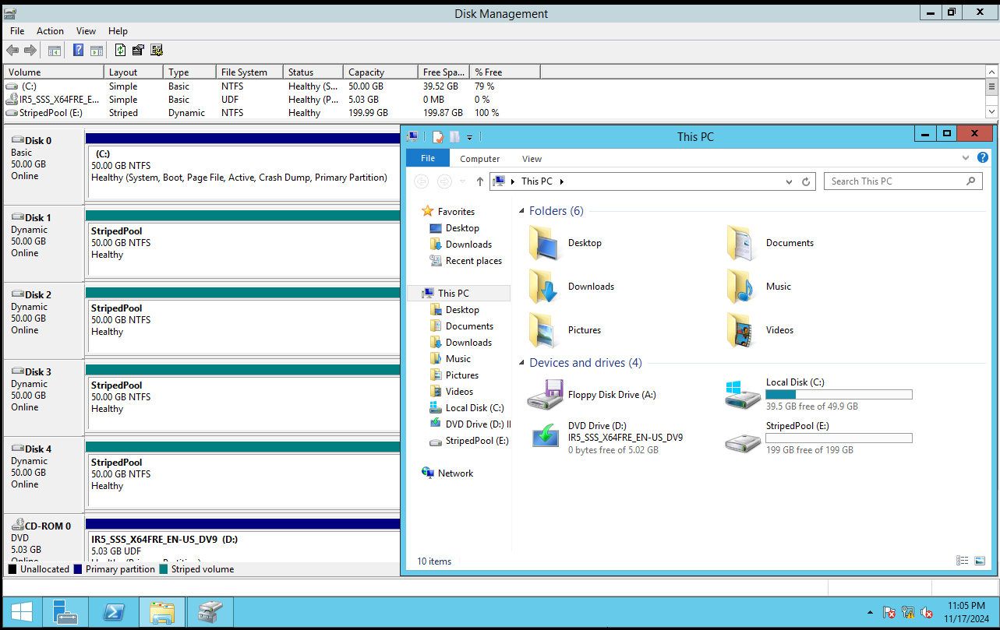 Disk Management
File Action View Help
Volume Layout Type File System Status Capacity Free Spa... % Free
(C:) Simple Basic NTFS Healthy (S... 50.00 GB 39.52 GB 79 %
IR5_SSS_X64FRE_E... Simple Basic UDF Healthy (P... 5.03 GB 0 MB 0 %
StripedPool (E:) Striped Dynamic NTFS Healthy 199.99 GB 199.87 GB 100 %
Disk 0
Basic
50.00 GB
Online
(C:)
50.00 GB NTFS
Healthy (System, Boot, Page File, Active, Crash Dump, Primary Partition)
Disk 1
Dynamic
50.00 GB
Online
StripedPool
50.00 GB NTFS
Healthy
Disk 2
Dynamic
50.00 GB
Online
StripedPool
50.00 GB NTFS
Healthy
Disk 3
Dynamic
50.00 GB
Online
StripedPool
50.00 GB NTFS
Healthy
Disk 4
Dynamic
50.00 GB
Online
StripedPool
50.00 GB NTFS
Healthy
CD-ROM 0
DVD
5.03 GB
Online
IR5_SSS_X64FRE_EN-US_DV9 (D:)
5.03 GB UDF
Healthy (Primary Partition)
Unallocated Primary partition Striped volume
This PC
File Computer View
This PC
Search This PC
Favorites
Desktop
Downloads
Recent places
This PC
Desktop
Documents
Downloads
Music
Pictures
Videos
Local Disk (C:)
DVD Drive (D:) I
StripedPool (E:)
Network
Folders (6)
Desktop
Documents
Downloads
Music
Pictures
Videos
Devices and drives (4)
Floppy Disk Drive (A:)
Local Disk (C:)
39.5 GB free of 49.9 GB
DVD Drive (D:)
IR5_SSS_X64FRE_EN-US_DV9
0 bytes free of 5.02 GB
StripedPool (E:)
199 GB free of 199 GB
10 items
11:05 PM
11/17/2024